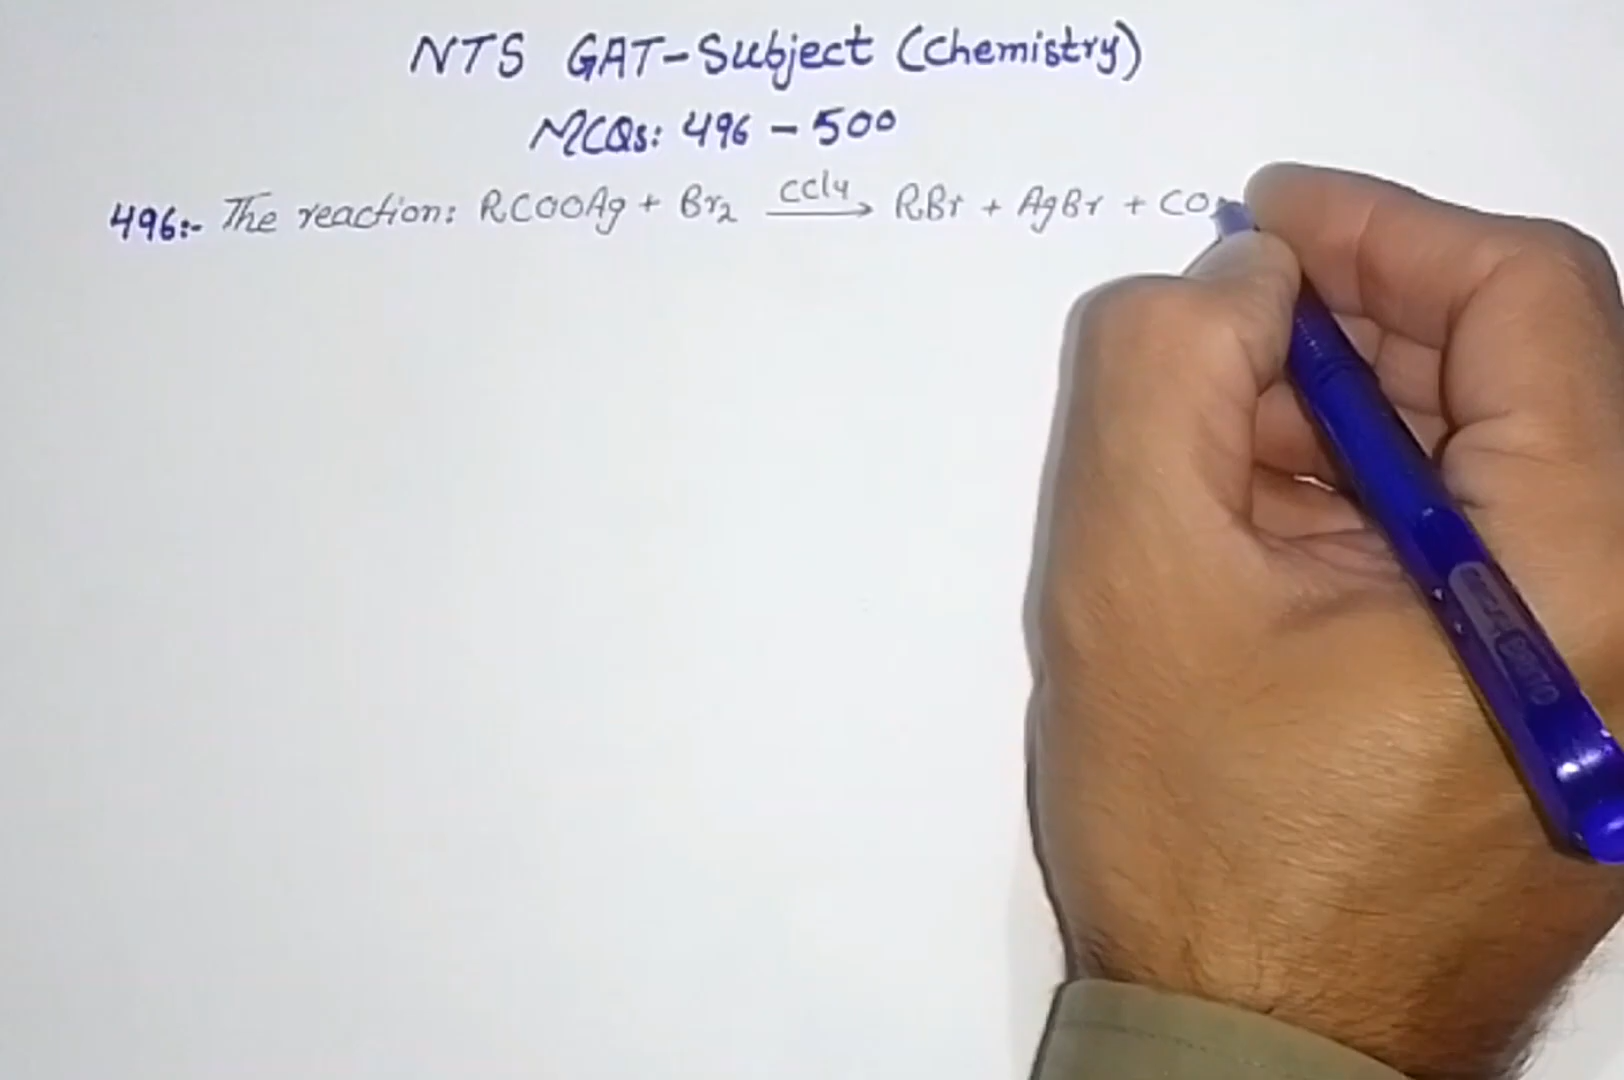 NTS GAT-Subject (Chemistry)
MCQs: 496 - 500
496:- The reaction: RCOOAg + Br₂ CCl4 → RBr + AgBr + CO